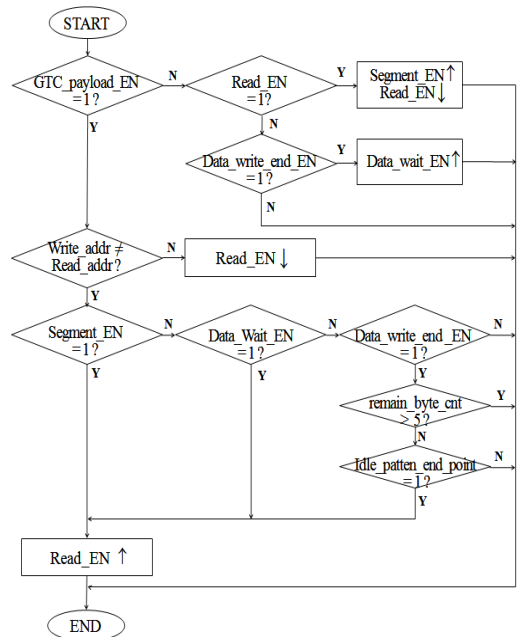 START
GTC_payload_EN
=1?
N
Y
Read_EN
=1?
Y
N
Segment_EN↑
Read_EN↓
Data_write_end_EN
=1?
Y
N
Data_wait_EN↑
Write_addr ≠
Read_addr?
N
Y
Read_EN ↓
Segment_EN
=1?
N
Y
Data_Wait_EN
=1?
N
Y
Data_write_end_EN
=1?
N
Y
remain_byte_cnt
> 5?
Y
N
Idle_patten_end_point
=1?
N
Y
Read_EN ↑
END